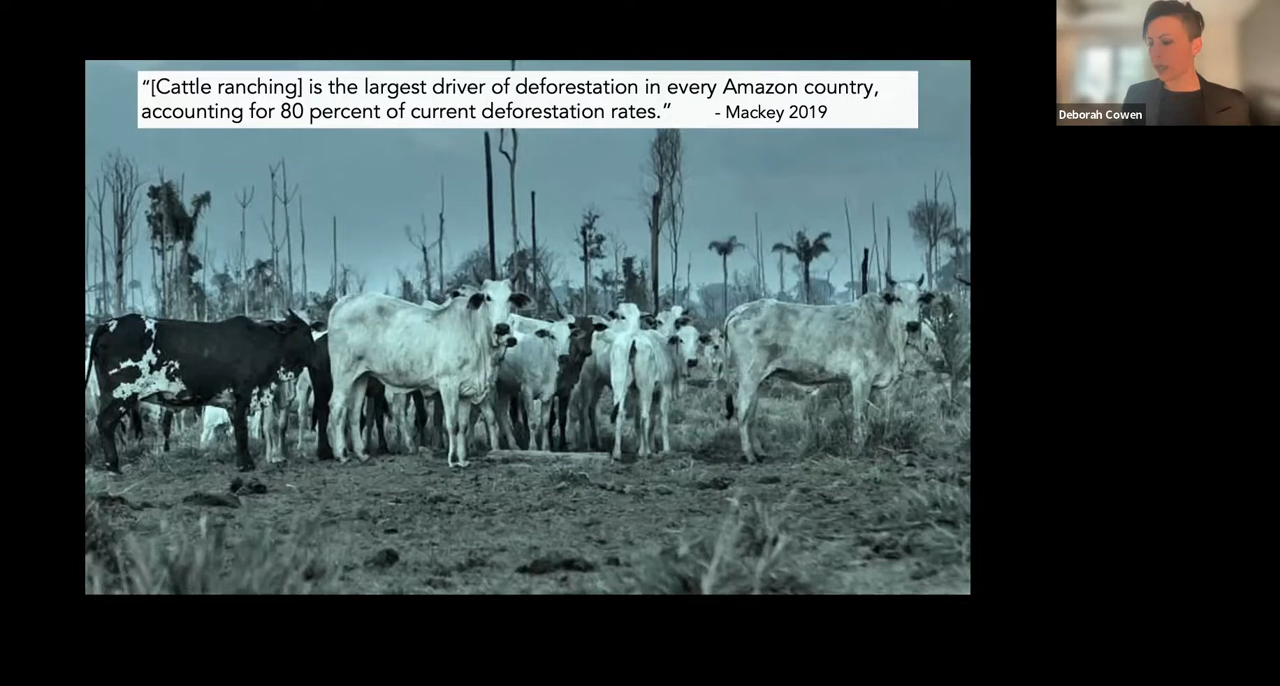 “[Cattle ranching] is the largest driver of deforestation in every Amazon country,
accounting for 80 percent of current deforestation rates.” - Mackey 2019
Deborah Cowen